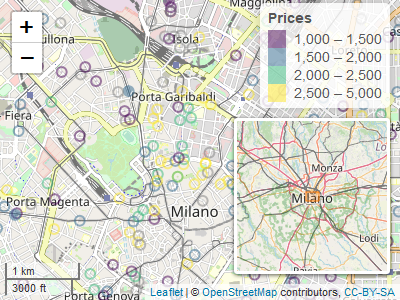 +
−
ullona
Isola
Maggiolina
Porta Garibaldi
Fiera
Porta Magenta
Milano
Porta Genova
Prices
1,000 – 1,500
1,500 – 2,000
2,000 – 2,500
2,500 – 5,000
Monza
Milano
Lodi
Pavia
1 km
3000 ft
Leaflet | © OpenStreetMap contributors, CC-BY-SA